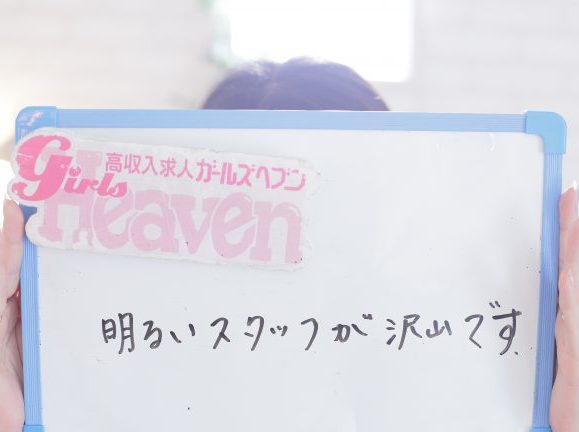 高収入求人ガールズヘブン
Girls
Heaven
明るいスタッフが沢山です.